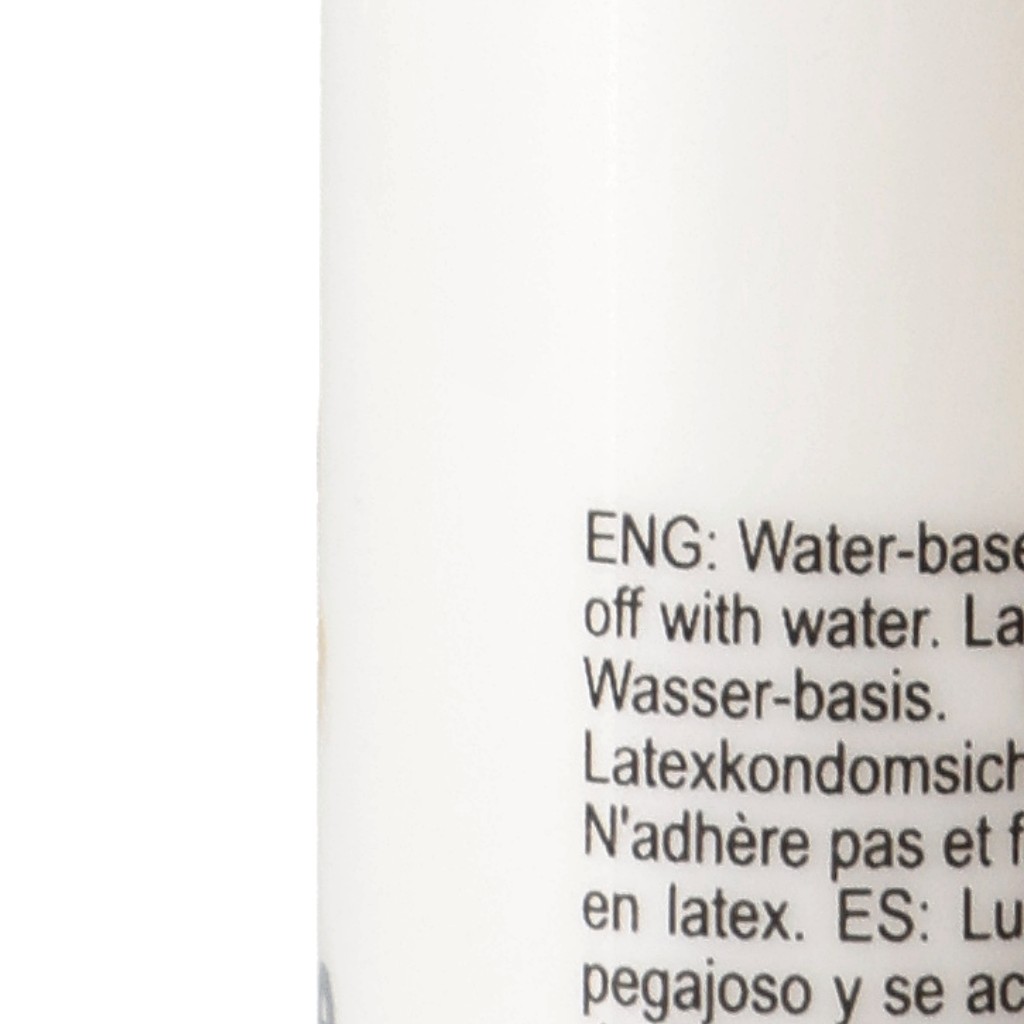 ENG: Water-base
off with water. La
Wasser-basis.
Latexkondomsich
N'adhère pas et f
en latex. ES: Lu
pegajoso y se ac